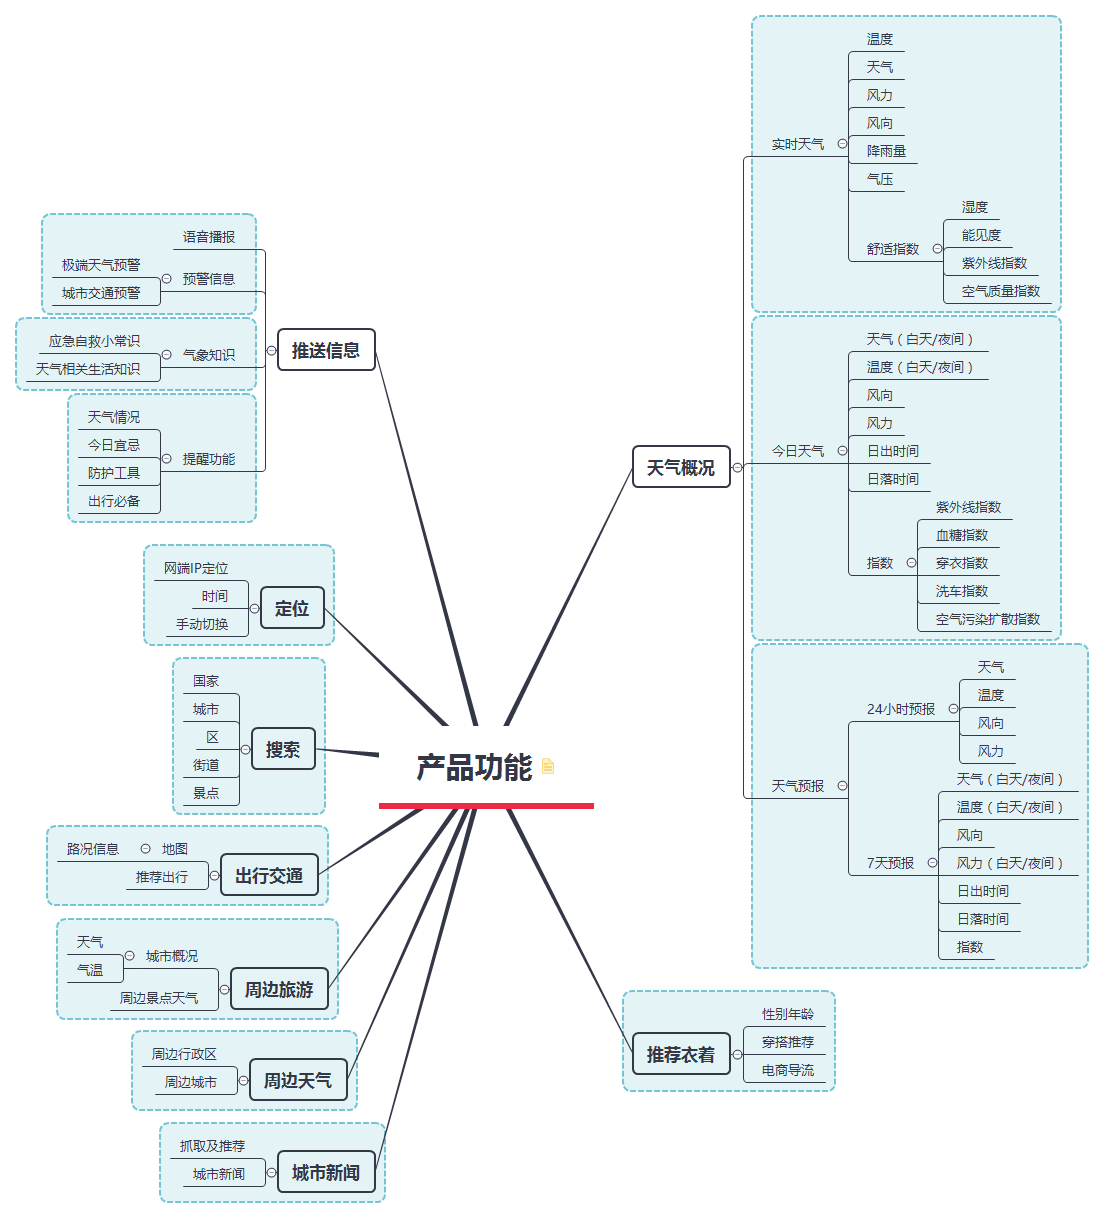 产品功能
天气概况
实时天气
温度
天气
风力
风向
降雨量
气压
舒适指数
湿度
能见度
紫外线指数
空气质量指数
今日天气
天气（白天/夜间）
温度（白天/夜间）
风向
风力
日出时间
日落时间
指数
紫外线指数
血糖指数
穿衣指数
洗车指数
空气污染扩散指数
天气预报
24小时预报
天气
温度
风向
风力
7天预报
天气（白天/夜间）
温度（白天/夜间）
风向
风力（白天/夜间）
日出时间
日落时间
指数
推荐衣着
性别年龄
穿搭推荐
电商导流
推送信息
语音播报
预警信息
极端天气预警
城市交通预警
气象知识
应急自救小常识
天气相关生活知识
提醒功能
天气情况
今日宜忌
防护工具
出行必备
定位
网端IP定位
时间
手动切换
搜索
国家
城市
区
街道
景点
出行交通
地图
路况信息
推荐出行
周边旅游
城市概况
天气
气温
周边景点天气
周边天气
周边行政区
周边城市
城市新闻
抓取及推荐
城市新闻